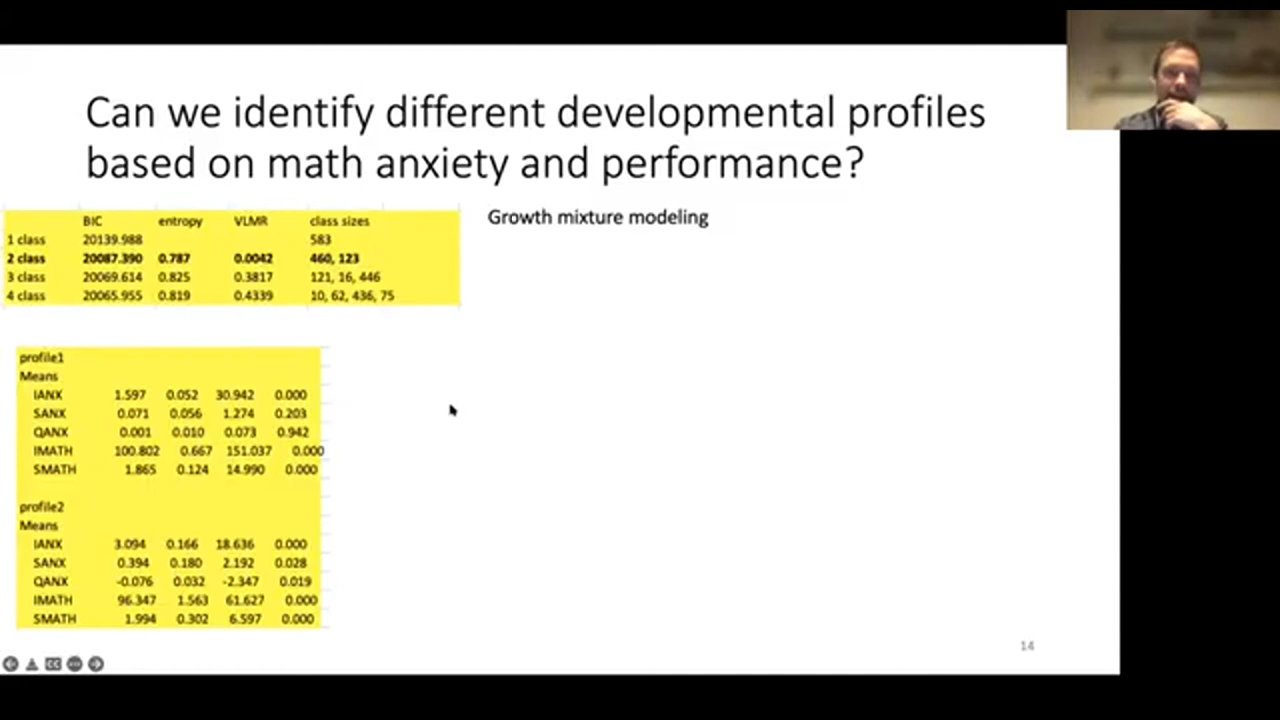 Can we identify different developmental profiles
based on math anxiety and performance?
BIC entropy VLMR class sizes
1 class 20139.988 583
2 class 20087.390 0.787 0.0042 460, 123
3 class 20069.614 0.825 0.3817 121, 16, 446
4 class 20065.955 0.819 0.4339 10, 62, 436, 75
Growth mixture modeling
profile1
Means
IANX 1.597 0.052 30.942 0.000
SANX 0.071 0.056 1.274 0.203
QANX 0.001 0.010 0.073 0.942
IMATH 100.802 0.667 151.037 0.000
SMATH 1.865 0.124 14.990 0.000
profile2
Means
IANX 3.094 0.166 18.636 0.000
SANX 0.394 0.180 2.192 0.028
QANX -0.076 0.032 -2.347 0.019
IMATH 96.347 1.563 61.627 0.000
SMATH 1.994 0.302 6.597 0.000
14